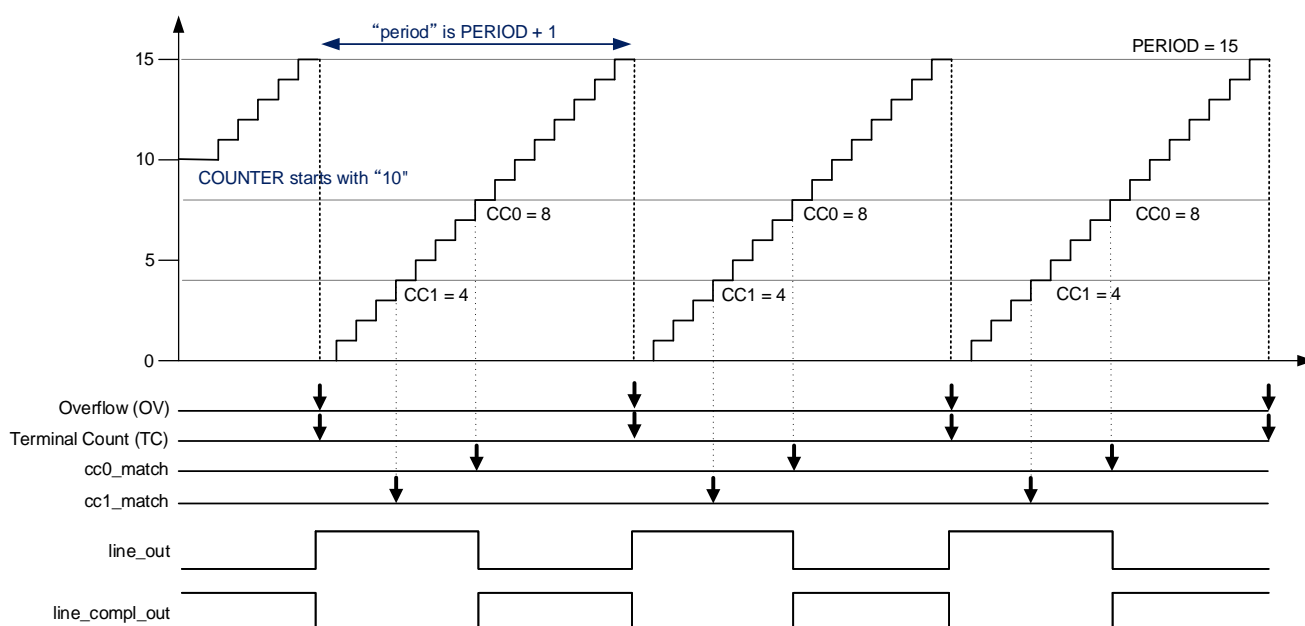 “period” is PERIOD + 1
15
PERIOD = 15
10
COUNTER starts with “10"
CC0 = 8
CC0 = 8
CC0 = 8
5
CC1 = 4
CC1 = 4
CC1 = 4
0
Overflow (OV)
Terminal Count (TC)
cc0_match
cc1_match
line_out
line_compl_out